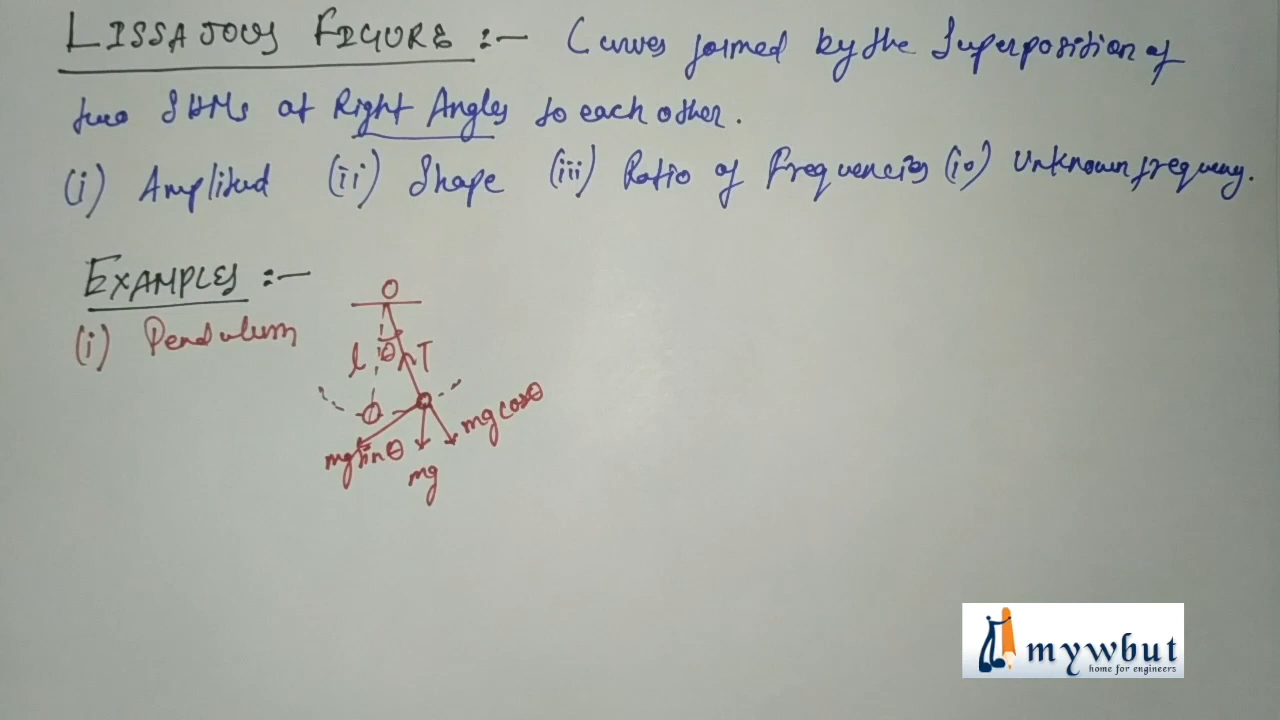 LISSAJOUS FIGURE :- Curves formed by the Superposition of
two SHMs at Right Angles to each other.
(i) Amplitud (ii) Shape (iii) Ratio of Frequencies (iv) Unknown frequency.
EXAMPLES :-
(i) Pendulum
O
l θ T
mg cosθ
mg sinθ
mg
mywbut
home for engineers